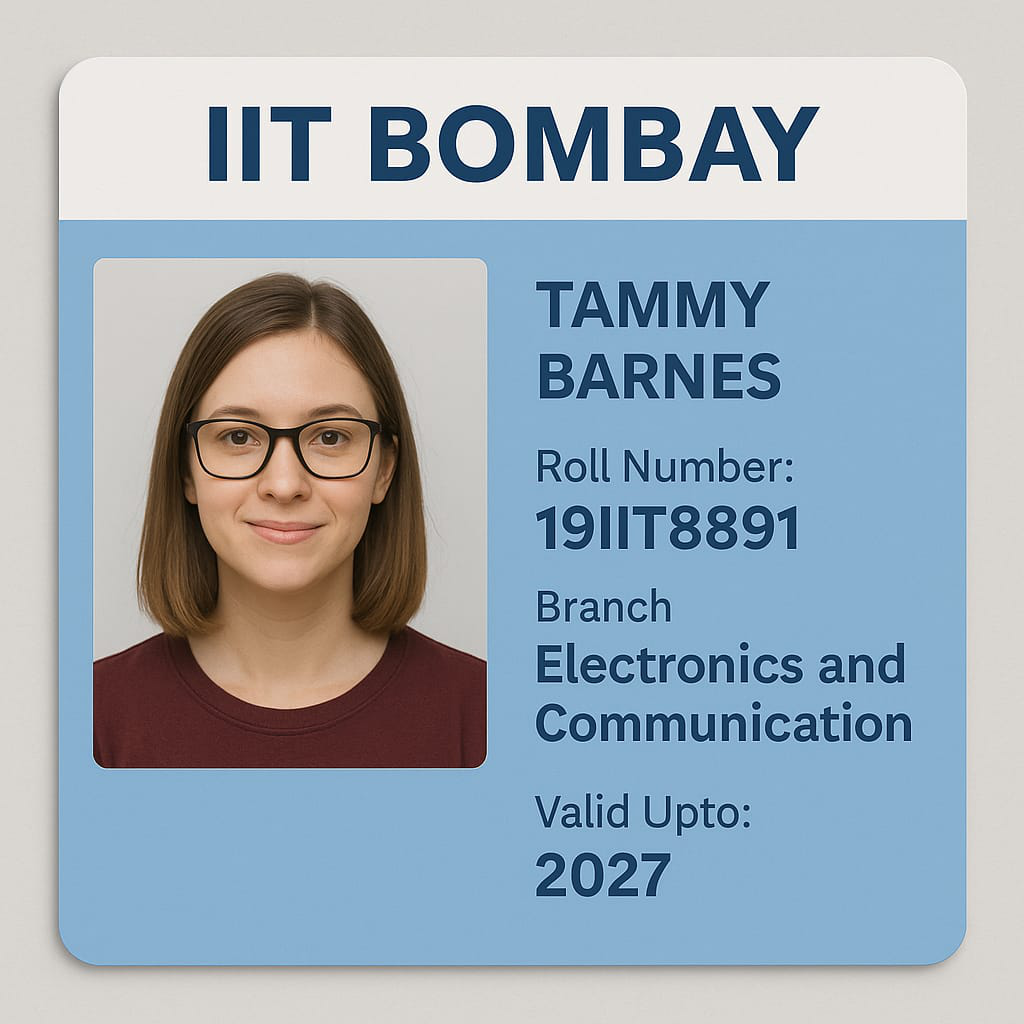 IIT BOMBAY
TAMMY
BARNES
Roll Number:
19IIT8891
Branch
Electronics and
Communication
Valid Upto:
2027